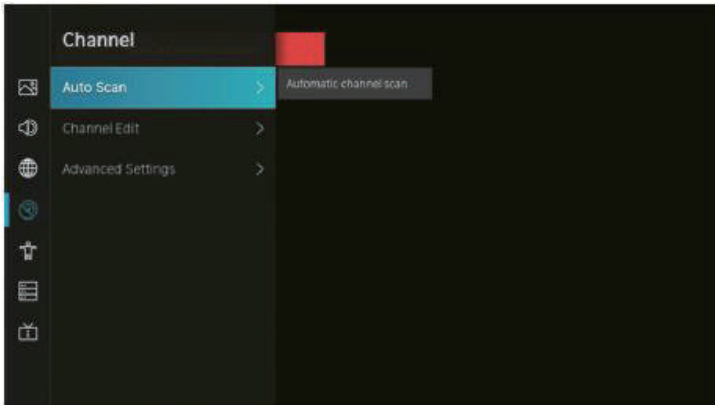 Channel
Auto Scan
Automatic channel scan
Channel Edit
Advanced Settings